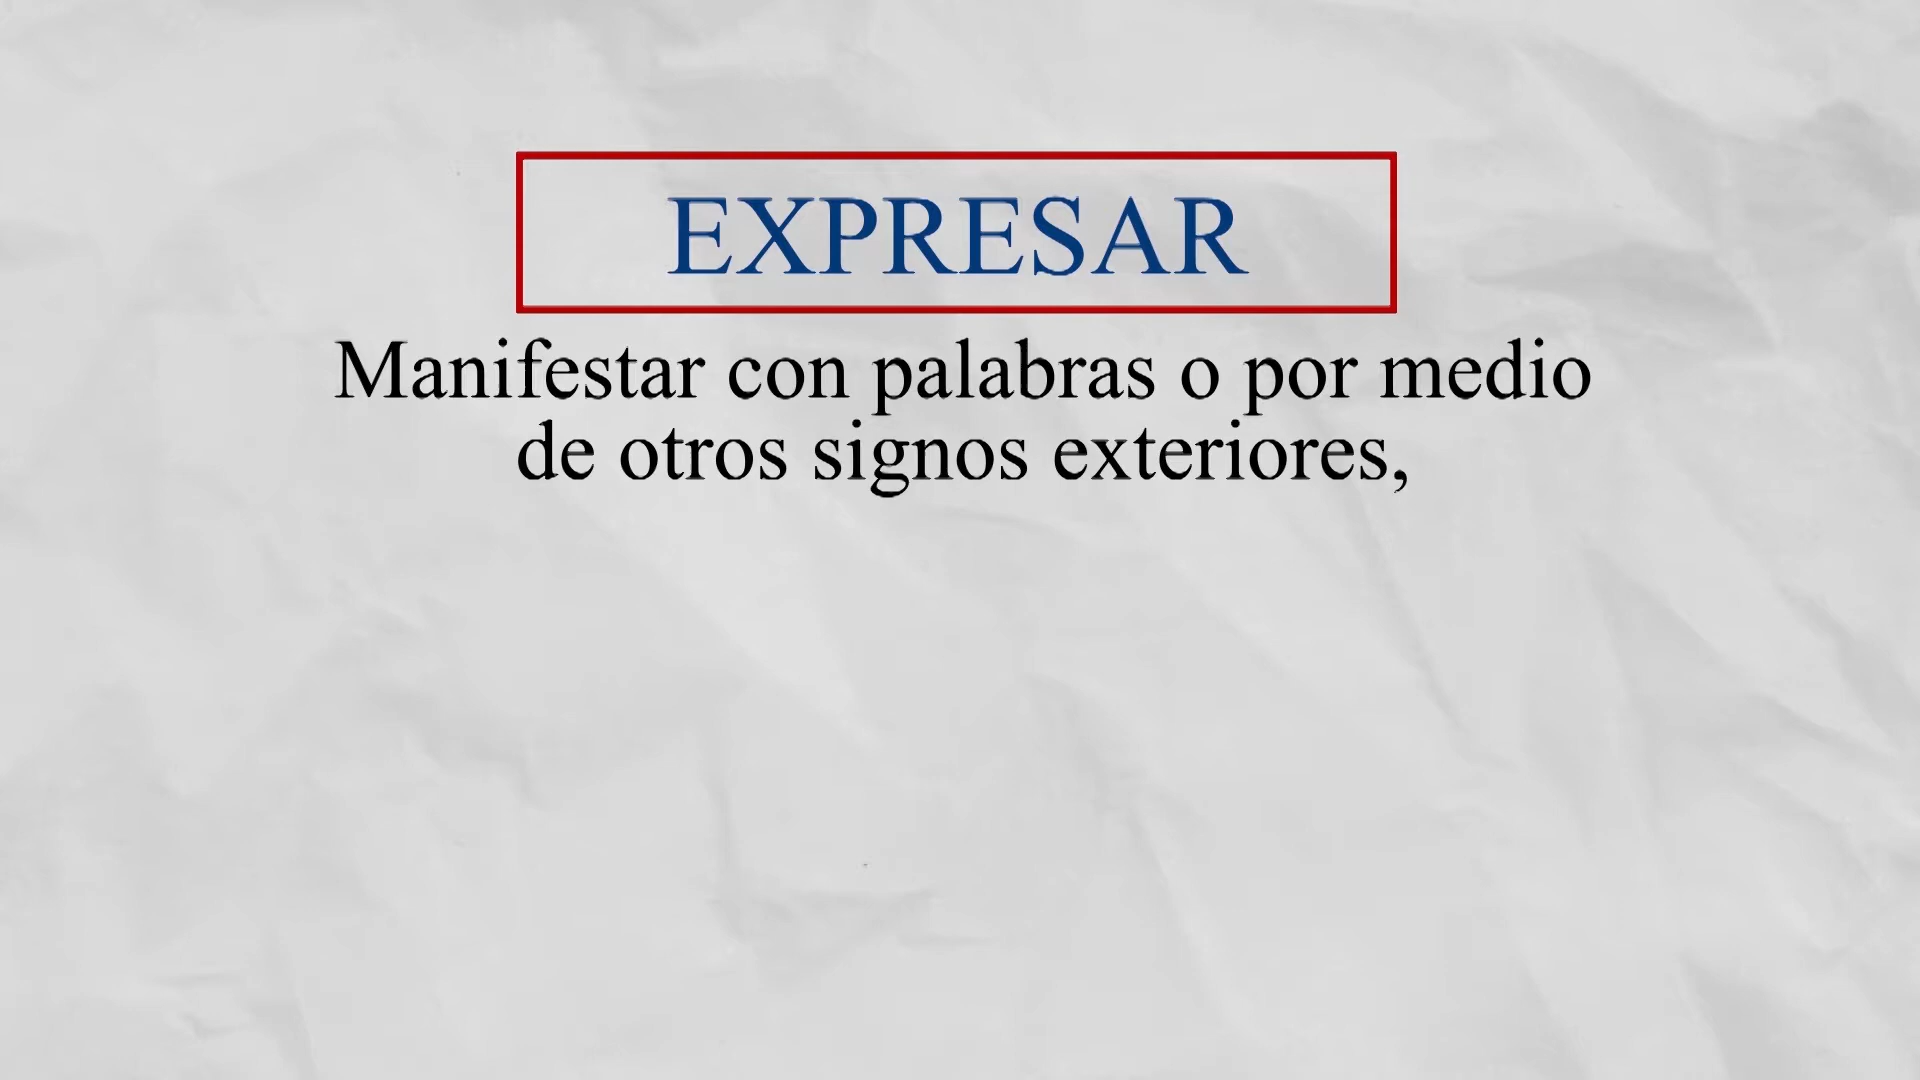 EXPRESAR
Manifestar con palabras o por medio
de otros signos exteriores,